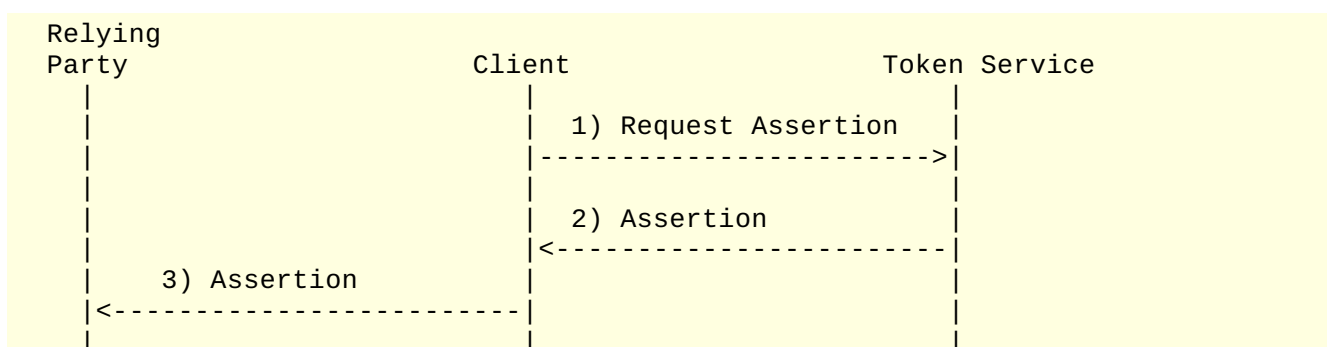 Relying
Party Client Token Service
1) Request Assertion
2) Assertion
3) Assertion